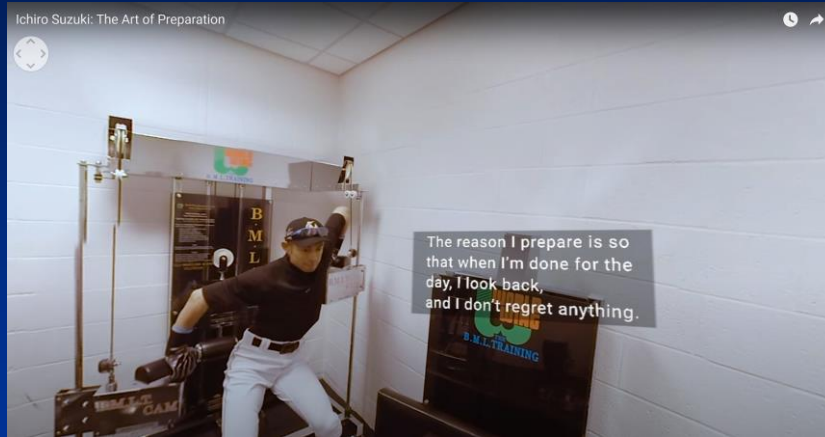 Ichiro Suzuki: The Art of Preparation
B.M.L.TRAINING
B
M
L
The reason I prepare is so
that when I'm done for the
day, I look back,
and I don't regret anything.
THE
B.M.L.TRAINING
CAM